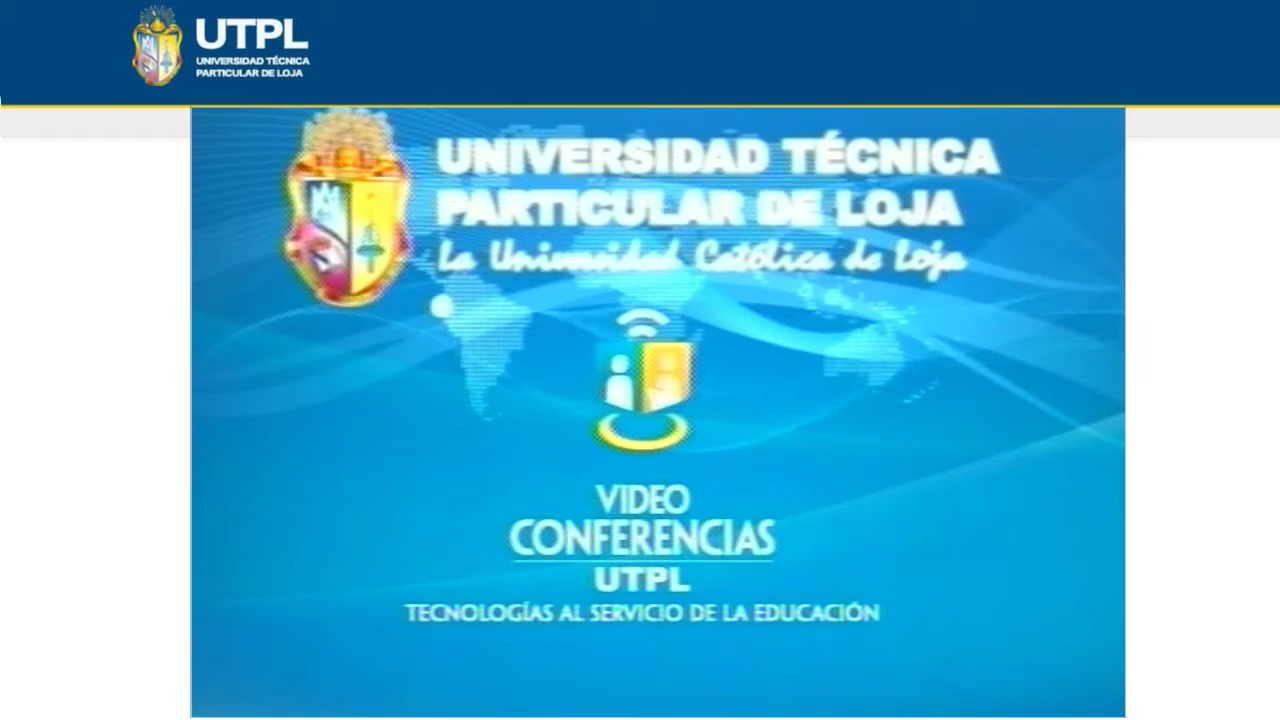 UTPL
UNIVERSIDAD TÉCNICA
PARTICULAR DE LOJA
UNIVERSIDAD TÉCNICA
PARTICULAR DE LOJA
La Universidad Católica de Loja
VIDEO
CONFERENCIAS
UTPL
TECNOLOGÍAS AL SERVICIO DE LA EDUCACIÓN